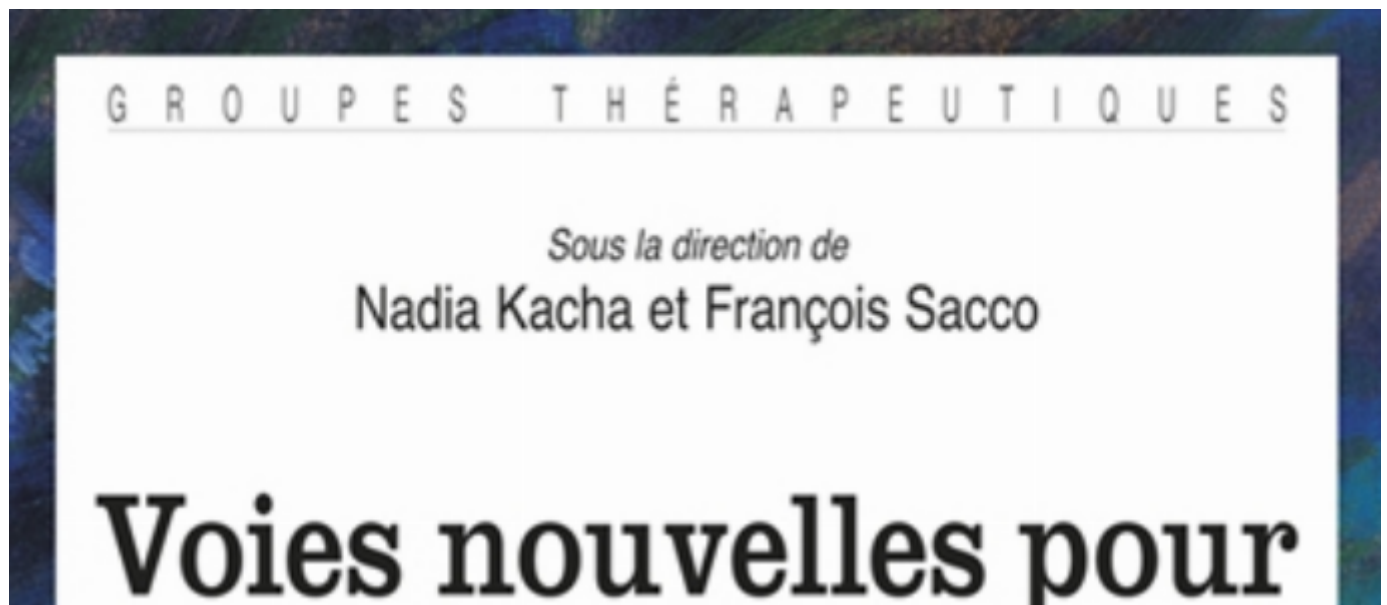 GROUPES THÉRAPEUTIQUES
Sous la direction de
Nadia Kacha et François Sacco
Voies nouvelles pour